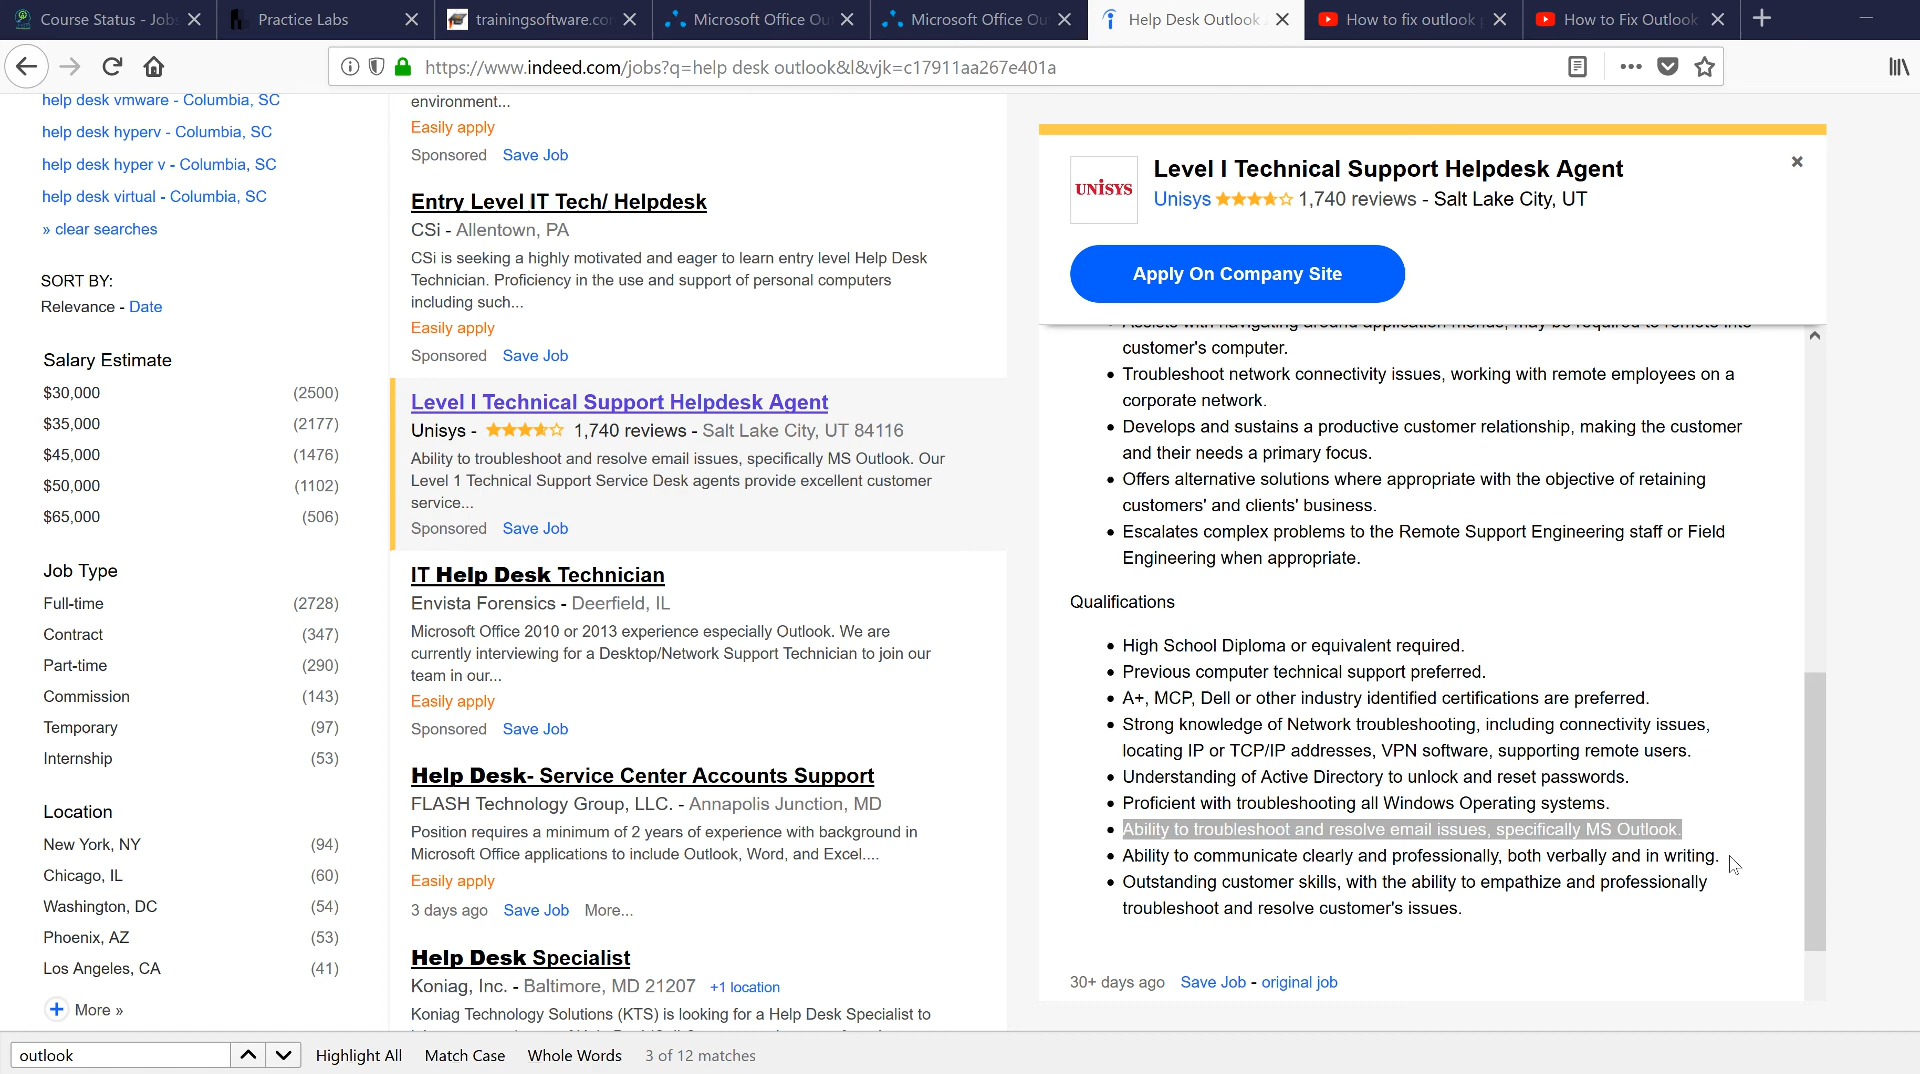 Course Status - Jobs
Practice Labs
trainingsoftware.co
Microsoft Office Ou
Microsoft Office Ou
Help Desk Outlook
How to fix outlook
How to Fix Outlook
https://www.indeed.com/jobs?q=help desk outlook&l&vjk=c17911aa267e401a
help desk vmware - Columbia, SC
help desk hyperv - Columbia, SC
help desk hyper v - Columbia, SC
help desk virtual - Columbia, SC
» clear searches
SORT BY:
Relevance - Date
Salary Estimate
$30,000 (2500)
$35,000 (2177)
$45,000 (1476)
$50,000 (1102)
$65,000 (506)
Job Type
Full-time (2728)
Contract (347)
Part-time (290)
Commission (143)
Temporary (97)
Internship (53)
Location
New York, NY (94)
Chicago, IL (60)
Washington, DC (54)
Phoenix, AZ (53)
Los Angeles, CA (41)
More »
environment...
Easily apply
Sponsored Save Job
Entry Level IT Tech/ Helpdesk
CSi - Allentown, PA
CSi is seeking a highly motivated and eager to learn entry level Help Desk
Technician. Proficiency in the use and support of personal computers
including such...
Easily apply
Sponsored Save Job
Level I Technical Support Helpdesk Agent
Unisys - 1,740 reviews - Salt Lake City, UT 84116
Ability to troubleshoot and resolve email issues, specifically MS Outlook. Our
Level 1 Technical Support Service Desk agents provide excellent customer
service...
Sponsored Save Job
IT Help Desk Technician
Envista Forensics - Deerfield, IL
Microsoft Office 2010 or 2013 experience especially Outlook. We are
currently interviewing for a Desktop/Network Support Technician to join our
team in our...
Easily apply
Sponsored Save Job
Help Desk- Service Center Accounts Support
FLASH Technology Group, LLC. - Annapolis Junction, MD
Position requires a minimum of 2 years of experience with background in
Microsoft Office applications to include Outlook, Word, and Excel....
Easily apply
3 days ago Save Job More...
Help Desk Specialist
Koniag, Inc. - Baltimore, MD 21207 +1 location
Koniag Technology Solutions (KTS) is looking for a Help Desk Specialist to
UNISYS
Level I Technical Support Helpdesk Agent
Unisys 1,740 reviews - Salt Lake City, UT
Apply On Company Site
Assists with navigating around application menus, may be required to remote into
customer's computer.
Troubleshoot network connectivity issues, working with remote employees on a
corporate network.
Develops and sustains a productive customer relationship, making the customer
and their needs a primary focus.
Offers alternative solutions where appropriate with the objective of retaining
customers' and clients' business.
Escalates complex problems to the Remote Support Engineering staff or Field
Engineering when appropriate.
Qualifications
High School Diploma or equivalent required.
Previous computer technical support preferred.
A+, MCP, Dell or other industry identified certifications are preferred.
Strong knowledge of Network troubleshooting, including connectivity issues,
locating IP or TCP/IP addresses, VPN software, supporting remote users.
Understanding of Active Directory to unlock and reset passwords.
Proficient with troubleshooting all Windows Operating systems.
Ability to troubleshoot and resolve email issues, specifically MS Outlook.
Ability to communicate clearly and professionally, both verbally and in writing.
Outstanding customer skills, with the ability to empathize and professionally
troubleshoot and resolve customer's issues.
30+ days ago Save Job - original job
outlook
Highlight All Match Case Whole Words 3 of 12 matches